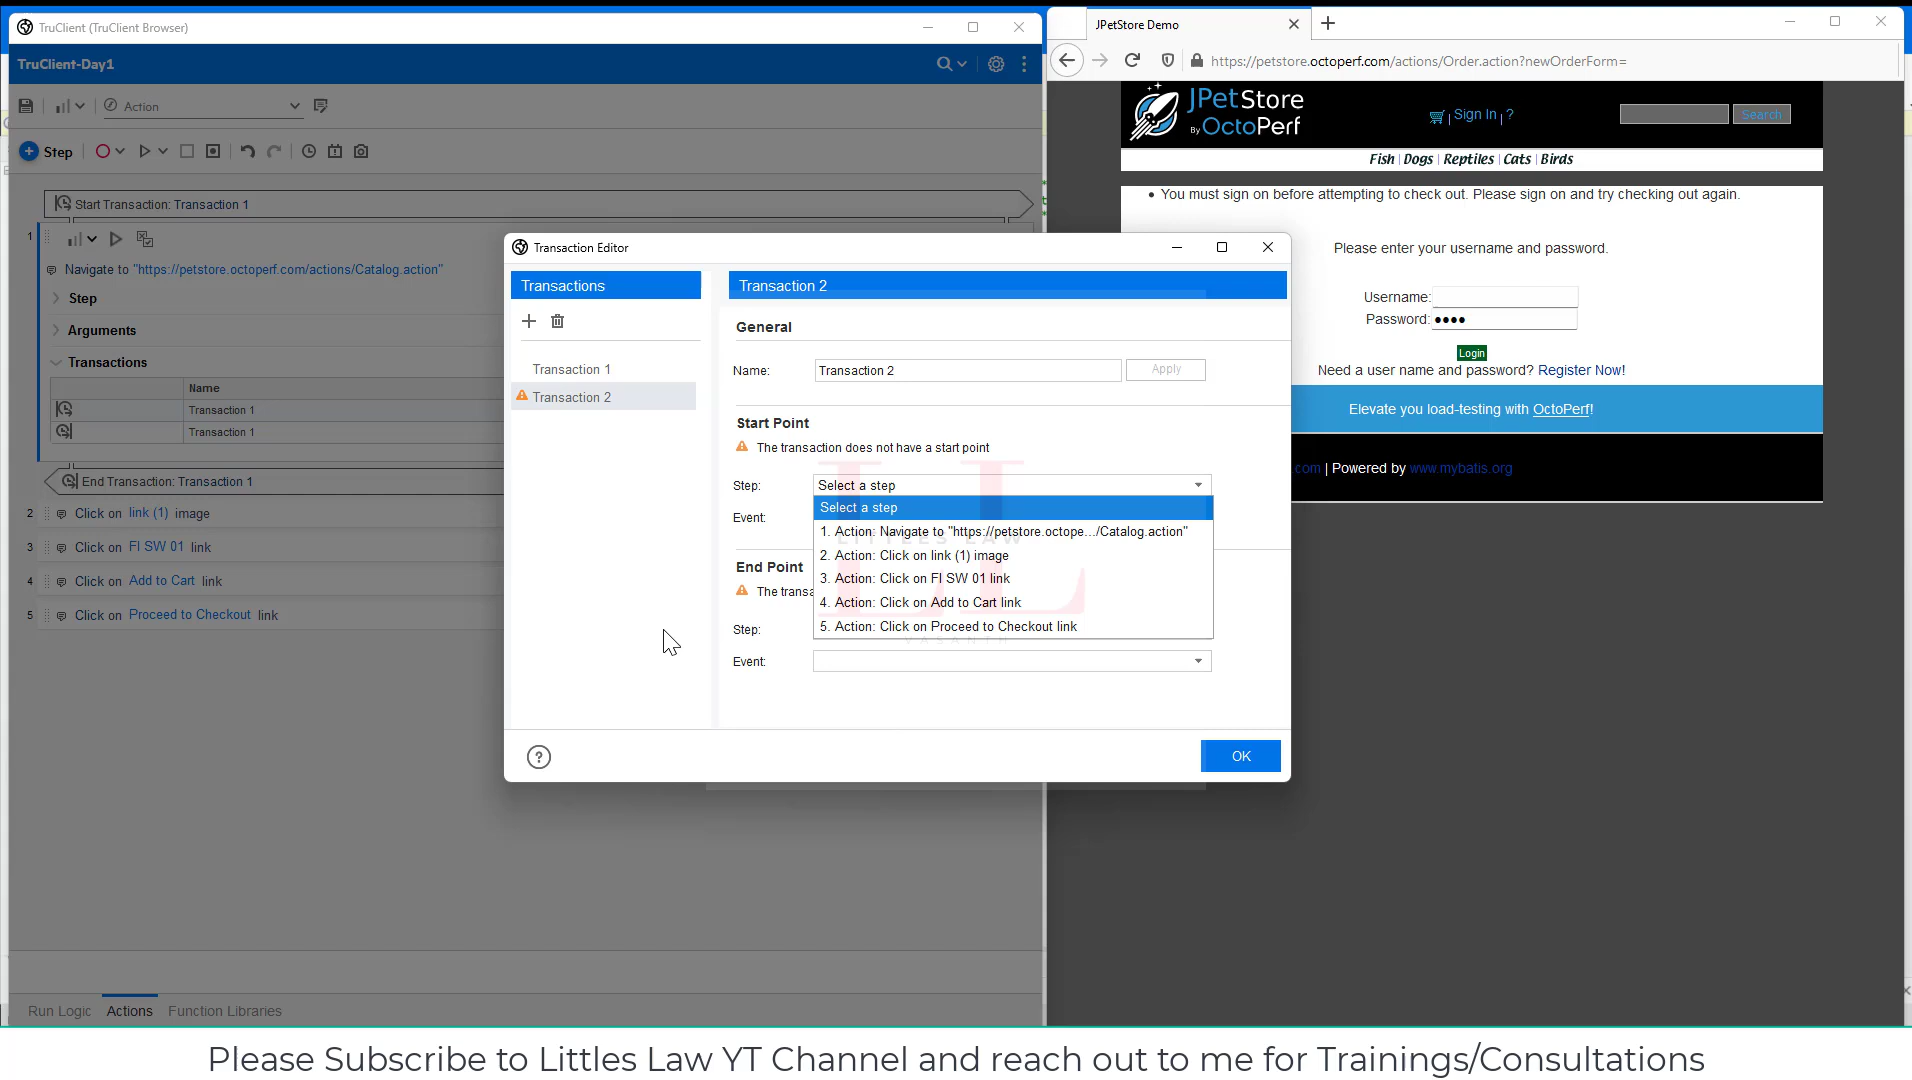 TruClient (TruClient Browser)
TruClient-Day1
Action
Step
Start Transaction: Transaction 1
1
Navigate to "https://petstore.octoperf.com/actions/Catalog.action"
Step
Arguments
Transactions
Name
Transaction 1
Transaction 1
End Transaction: Transaction 1
2 Click on link (1) image
3 Click on FI SW 01 link
4 Click on Add to Cart link
5 Click on Proceed to Checkout link
Run Logic Actions Function Libraries
Transaction Editor
Transactions
Transaction 1
Transaction 2
Transaction 2
General
Name: Transaction 2 Apply
Start Point
The transaction does not have a start point
Step: Select a step
Event:
Select a step
1. Action: Navigate to "https://petstore.octope.../Catalog.action"
2. Action: Click on link (1) image
3. Action: Click on FI SW 01 link
4. Action: Click on Add to Cart link
5. Action: Click on Proceed to Checkout link
End Point
The transa
Step:
Event:
LITTLES LAW
VASANTH
? OK
JPetStore Demo
https://petstore.octoperf.com/actions/Order.action?newOrderForm=
JPetStore
By OctoPerf
Sign In | ?
Search
Fish | Dogs | Reptiles | Cats | Birds
• You must sign on before attempting to check out. Please sign on and try checking out again.
Please enter your username and password.
Username:
Password: ••••
Login
Need a user name and password? Register Now!
Elevate you load-testing with OctoPerf!
.com | Powered by www.mybatis.org
Please Subscribe to Littles Law YT Channel and reach out to me for Trainings/Consultations